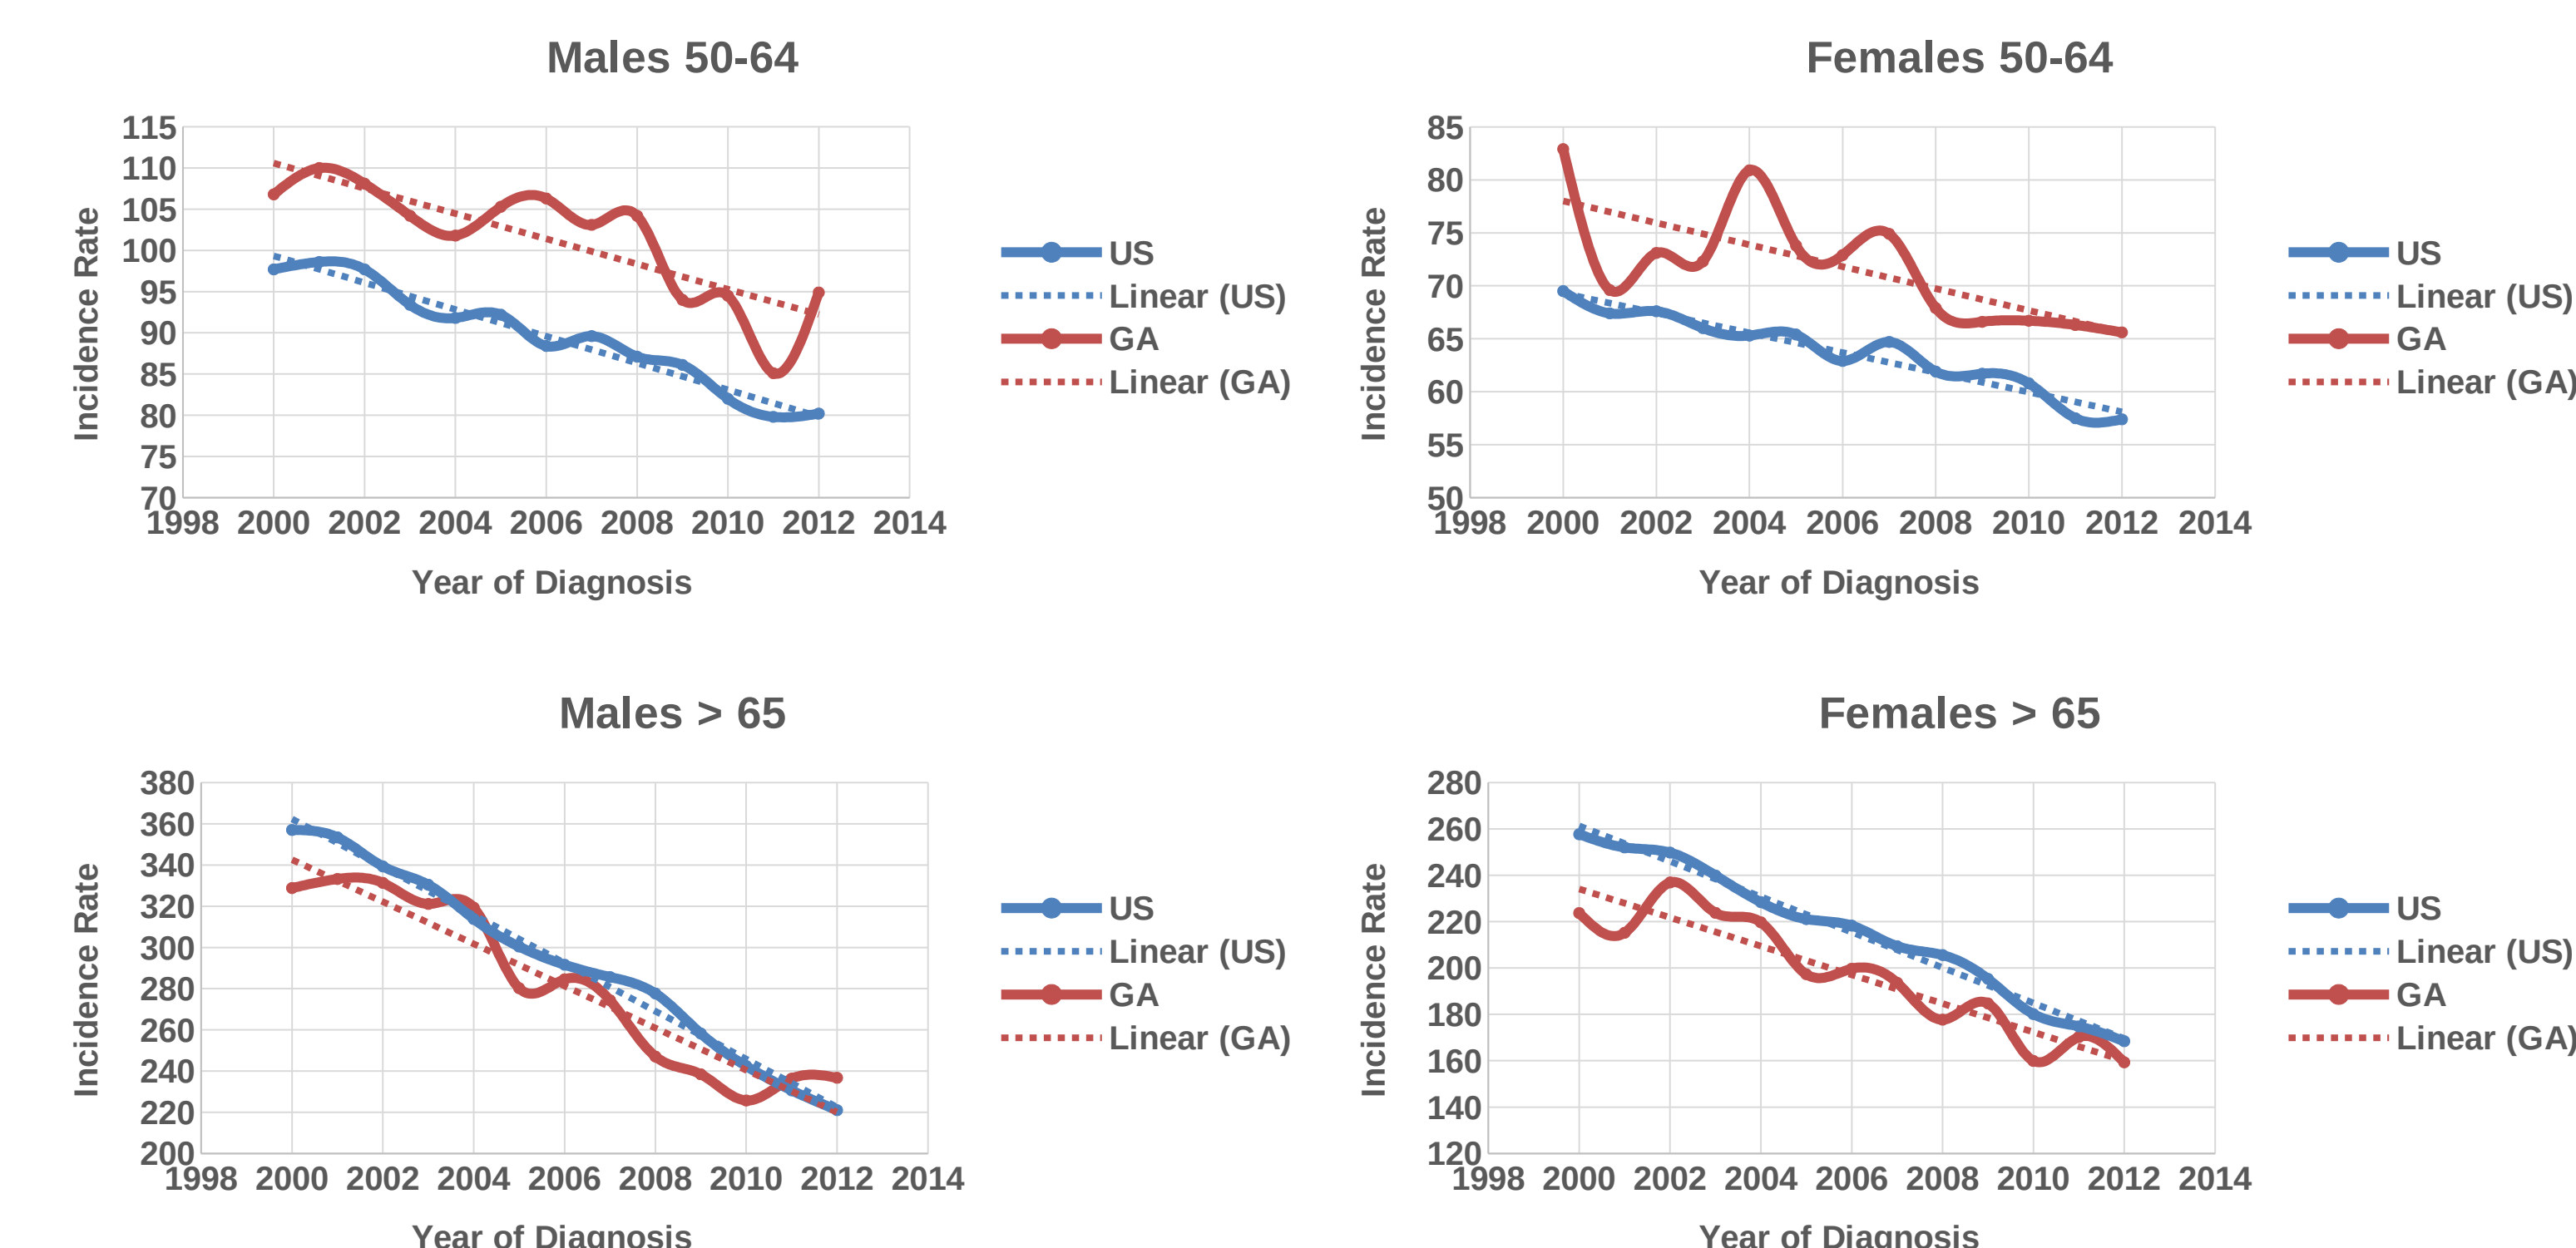 Males 50-64
115
110
105
100
95
90
85
80
75
70
Incidence Rate
1998 2000 2002 2004 2006 2008 2010 2012 2014
Year of Diagnosis
US
Linear (US)
GA
Linear (GA)
Females 50-64
85
80
75
70
65
60
55
50
Incidence Rate
1998 2000 2002 2004 2006 2008 2010 2012 2014
Year of Diagnosis
US
Linear (US)
GA
Linear (GA)
Males > 65
380
360
340
320
300
280
260
240
220
200
Incidence Rate
1998 2000 2002 2004 2006 2008 2010 2012 2014
Year of Diagnosis
US
Linear (US)
GA
Linear (GA)
Females > 65
280
260
240
220
200
180
160
140
120
Incidence Rate
1998 2000 2002 2004 2006 2008 2010 2012 2014
Year of Diagnosis
US
Linear (US)
GA
Linear (GA)